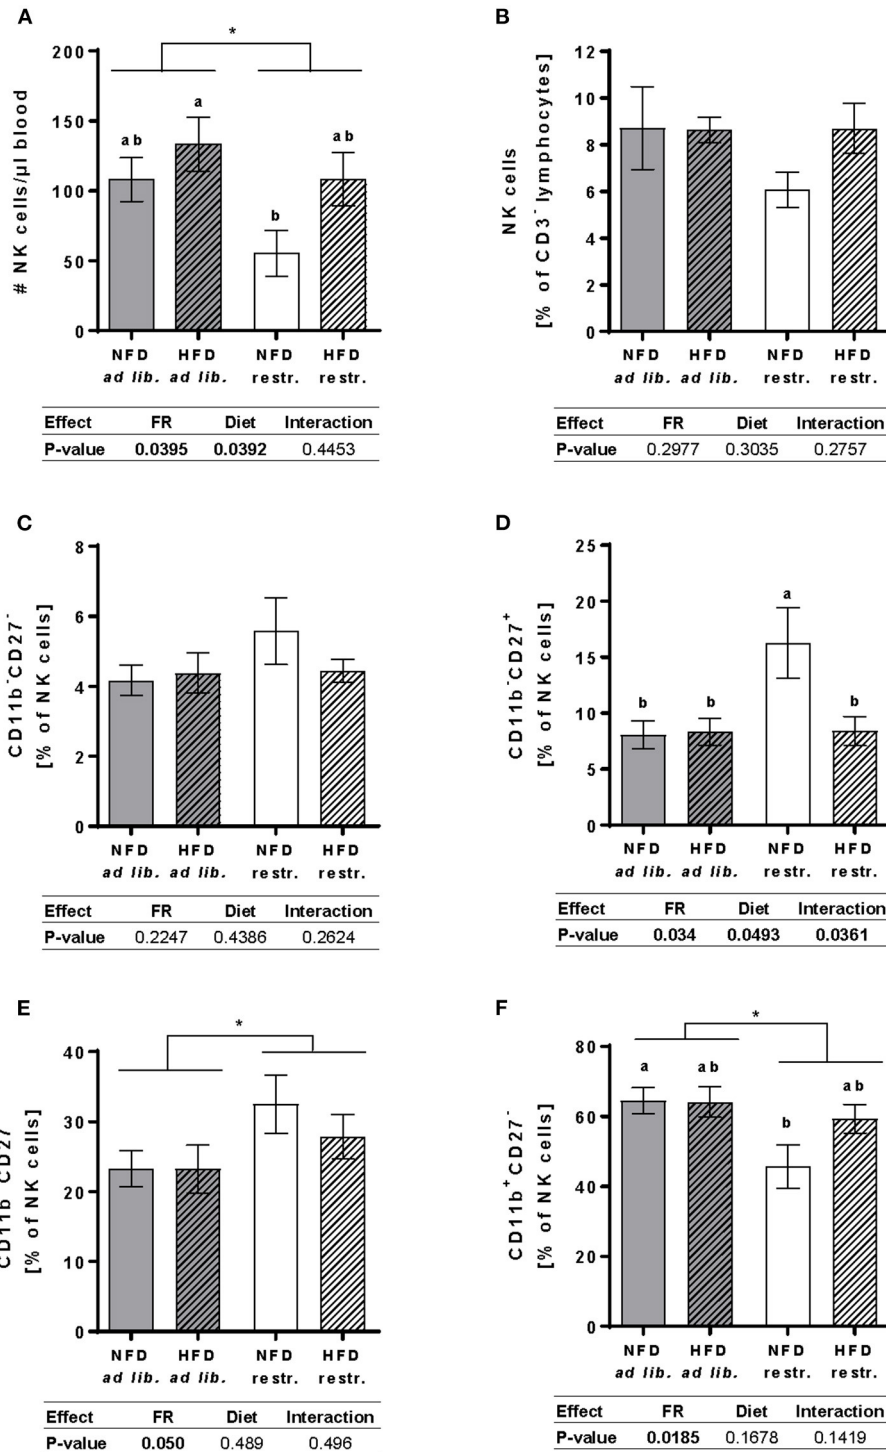 A
*
200
150
100
50
0
# NK cells/µl blood
a b
a
b
a b
NFD HFD NFD HFD
ad lib. ad lib. restr. restr.
Effect FR Diet Interaction
P-value 0.0395 0.0392 0.4453
B
12
10
8
6
4
2
0
NK cells
[% of CD3⁻ lymphocytes]
NFD HFD NFD HFD
ad lib. ad lib. restr. restr.
Effect FR Diet Interaction
P-value 0.2977 0.3035 0.2757
C
8
6
4
2
0
CD11b⁻CD27⁻
[% of NK cells]
NFD HFD NFD HFD
ad lib. ad lib. restr. restr.
Effect FR Diet Interaction
P-value 0.2247 0.4386 0.2624
D
25
20
15
10
5
0
CD11b⁻CD27⁺
[% of NK cells]
b
b
a
b
NFD HFD NFD HFD
ad lib. ad lib. restr. restr.
Effect FR Diet Interaction
P-value 0.034 0.0493 0.0361
E
*
40
30
20
10
0
CD11b CD27
[% of NK cells]
NFD HFD NFD HFD
ad lib. ad lib. restr. restr.
Effect FR Diet Interaction
P-value 0.050 0.489 0.496
F
*
80
60
40
20
0
CD11b⁺CD27⁻
[% of NK cells]
a
a b
b
a b
NFD HFD NFD HFD
ad lib. ad lib. restr. restr.
Effect FR Diet Interaction
P-value 0.0185 0.1678 0.1419